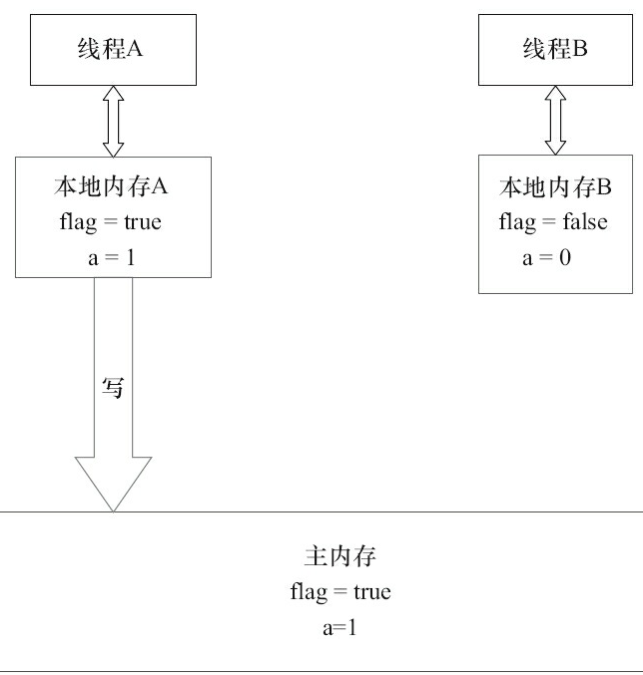 线程A
线程B
本地内存A
flag = true
a = 1
本地内存B
flag = false
a = 0
写
主内存
flag = true
a=1